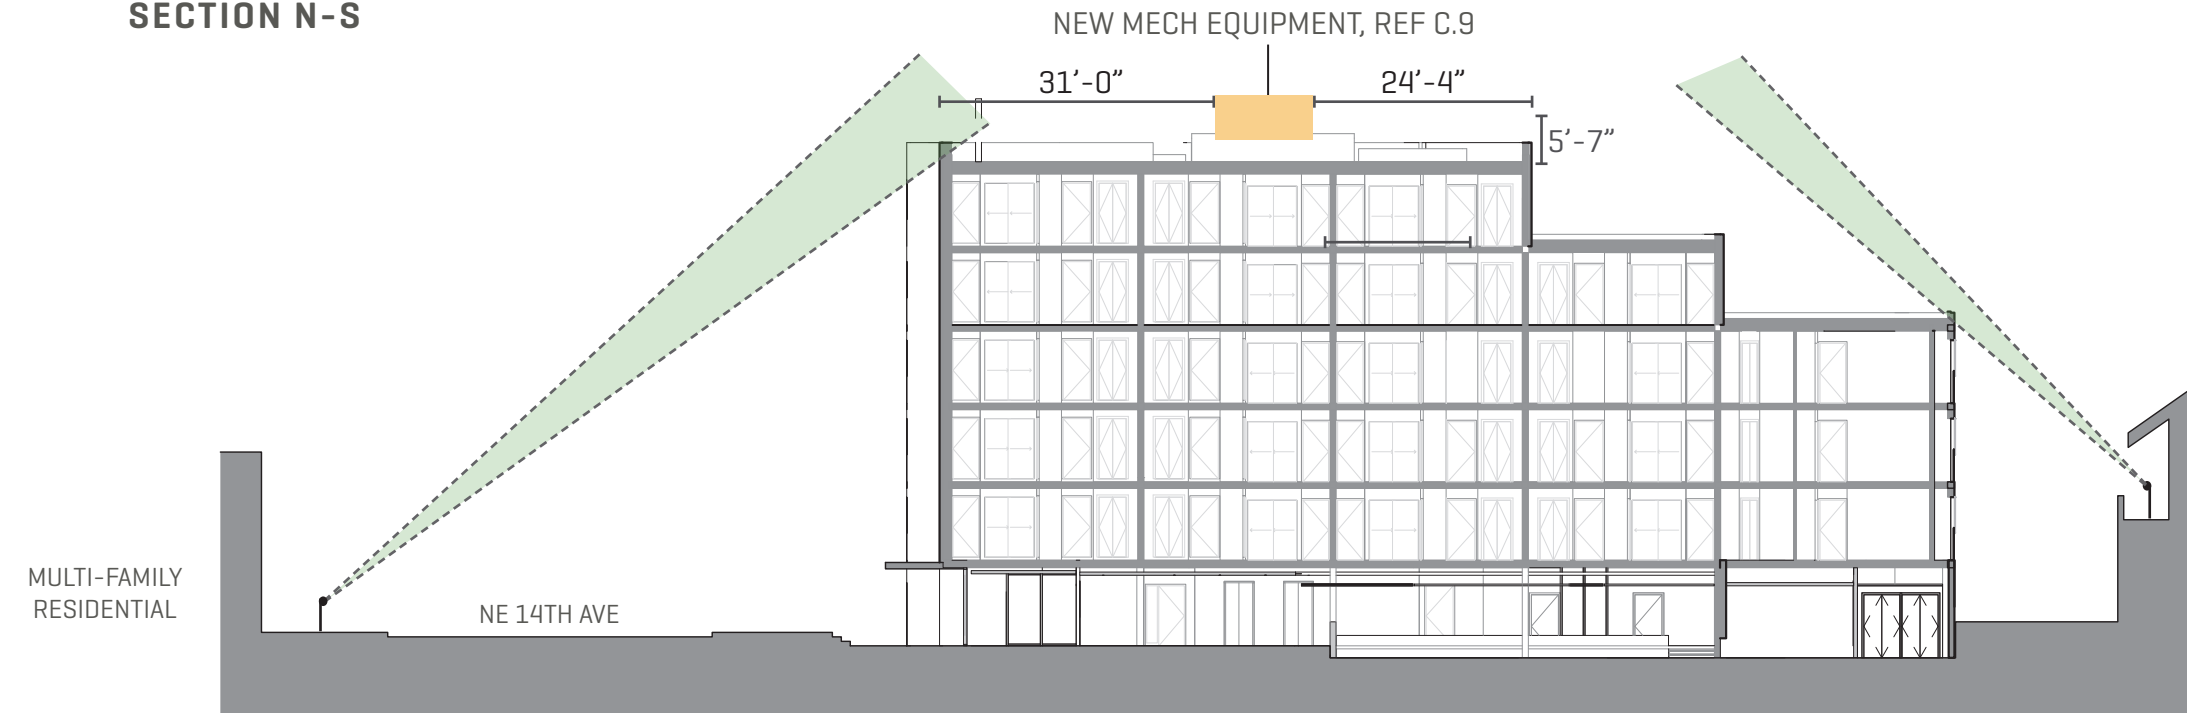 SECTION N-S
NEW MECH EQUIPMENT, REF C.9
31’-0”
24’-4”
5’-7”
MULTI-FAMILY
RESIDENTIAL
NE 14TH AVE